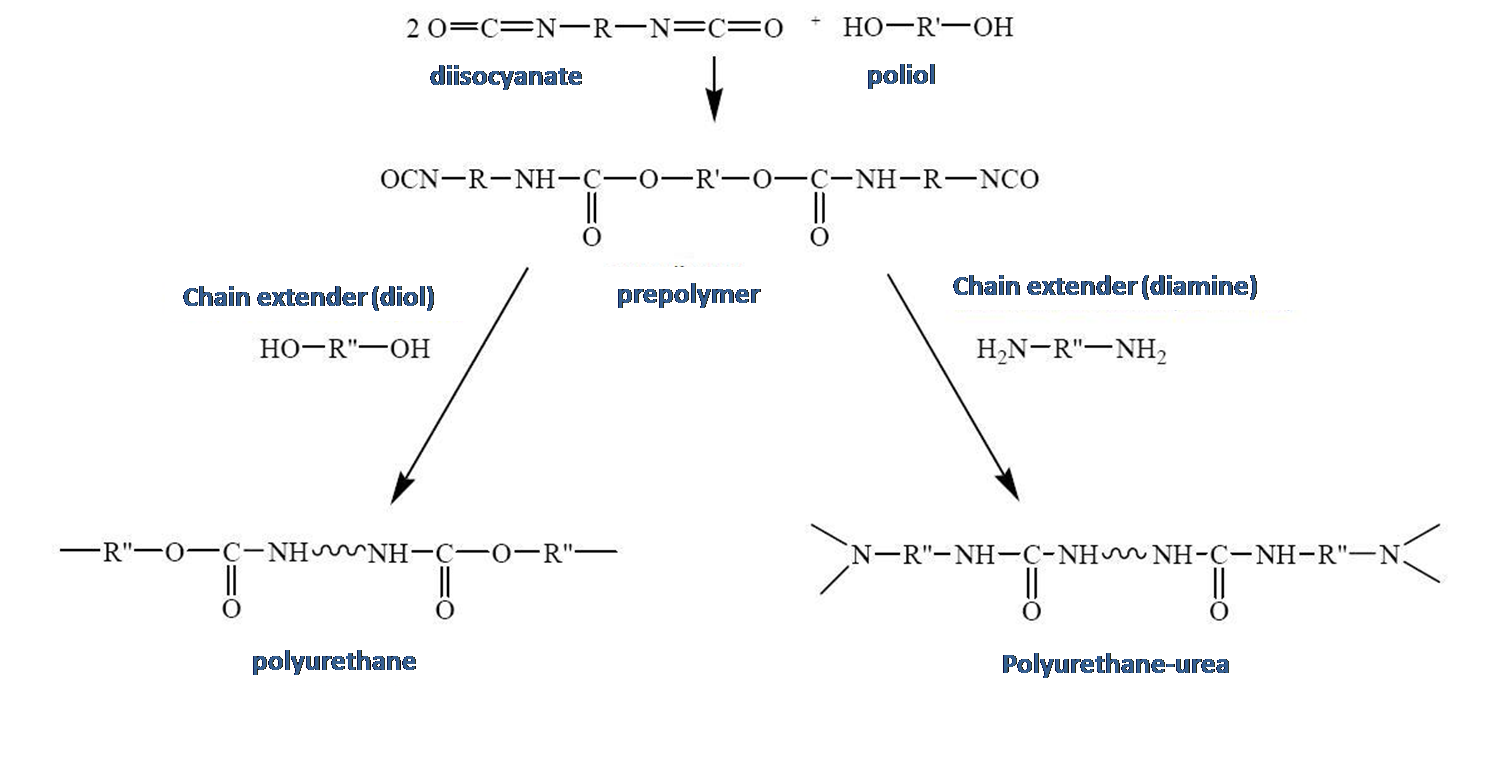 2 O=C=N—R—N=C=O + HO—R'—OH
diisocyanate poliol
OCN—R—NH—C—O—R'—O—C—NH—R—NCO
O O
Chain extender (diol) prepolymer Chain extender (diamine)
HO—R"—OH H₂N—R"—NH₂
—R"—O—C—NH NH—C—O—R"— N—R"—NH—C—NH NH—C—NH—R"—N
O O O O
polyurethane Polyurethane-urea